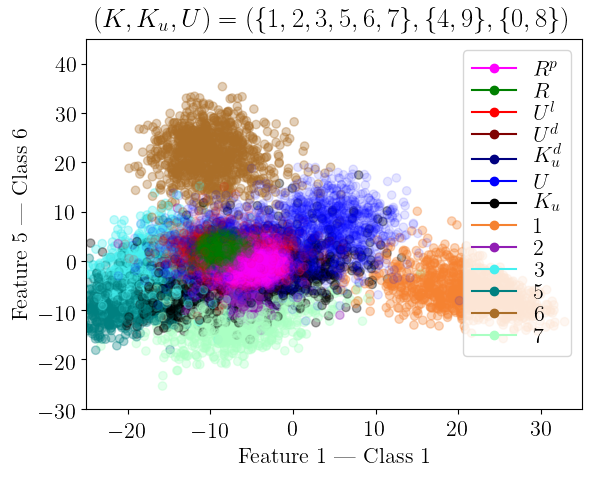 (K, K_u, U) = ({1, 2, 3, 5, 6, 7}, {4, 9}, {0, 8})
40
30
20
10
0
−10
−20
−30
Feature 5 — Class 6
R^p
R
U^l
U^d
K_u^d
U
K_u
1
2
3
5
6
7
−20
−10
0
10
20
30
Feature 1 — Class 1